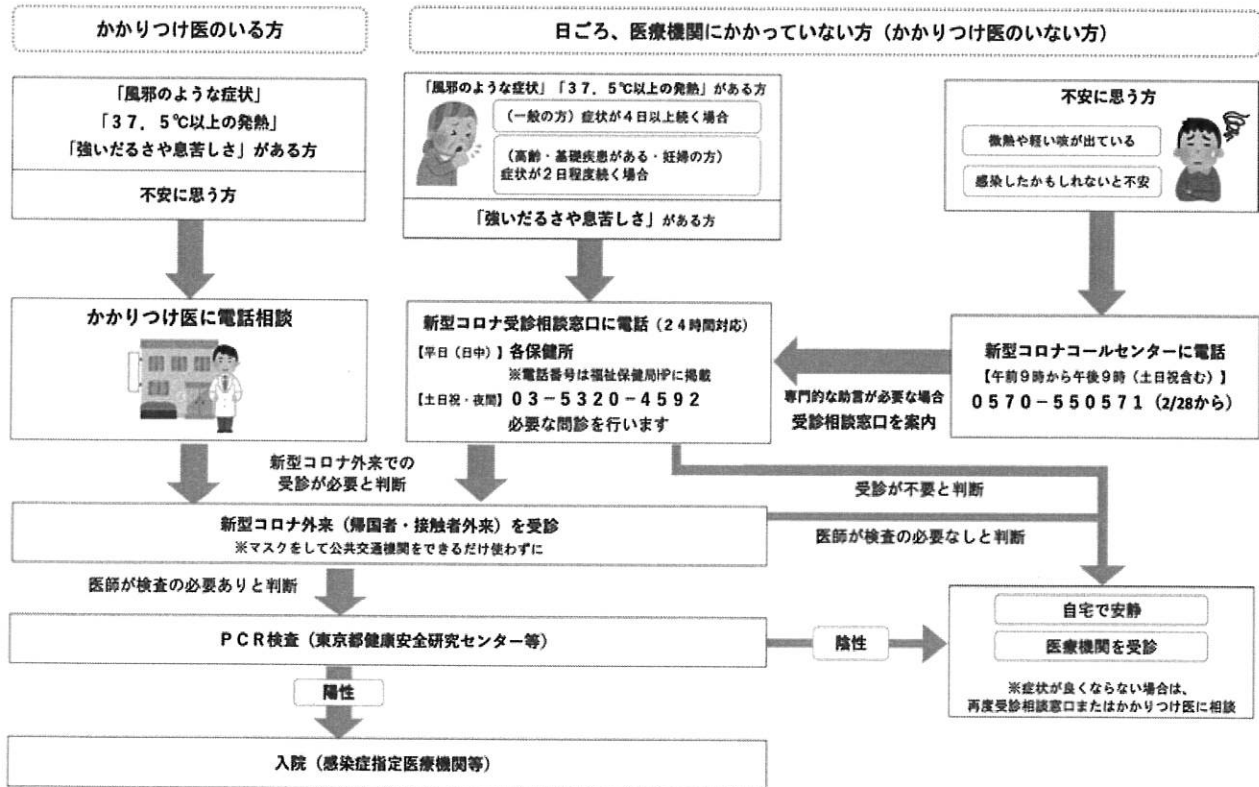 かかりつけ医のいる方
日ごろ、医療機関にかかっていない方（かかりつけ医のいない方）
「風邪のような症状」
「３７．５℃以上の発熱」
「強いだるさや息苦しさ」がある方
不安に思う方
「風邪のような症状」「３７．５℃以上の発熱」がある方
（一般の方）症状が４日以上続く場合
（高齢・基礎疾患がある・妊婦の方）
症状が２日程度続く場合
「強いだるさや息苦しさ」がある方
不安に思う方
微熱や軽い咳が出ている
感染したかもしれないと不安
かかりつけ医に電話相談
新型コロナ受診相談窓口に電話（２４時間対応）
【平日（日中）】各保健所
※電話番号は福祉保健局HPに掲載
【土日祝・夜間】０３－５３２０－４５９２
必要な問診を行います
専門的な助言が必要な場合
受診相談窓口を案内
新型コロナコールセンターに電話
【午前９時から午後９時（土日祝含む）】
０５７０－５５０５７１（2/28から）
新型コロナ外来での
受診が必要と判断
受診が不要と判断
新型コロナ外来（帰国者・接触者外来）を受診
※マスクをして公共交通機関をできるだけ使わずに
医師が検査の必要なしと判断
医師が検査の必要ありと判断
ＰＣＲ検査（東京都健康安全研究センター等）
陰性
自宅で安静
医療機関を受診
※症状が良くならない場合は、
再度受診相談窓口またはかかりつけ医に相談
陽性
入院（感染症指定医療機関等）